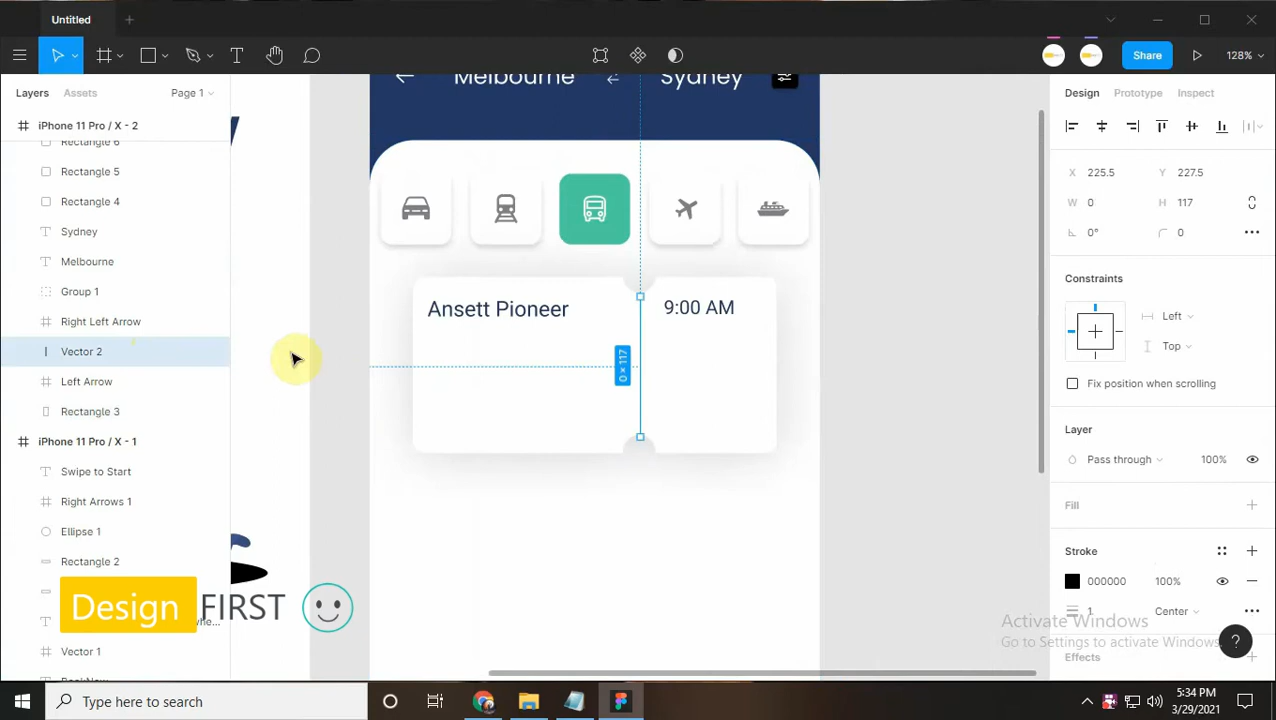 Untitled
Share
128%
Layers
Assets
Page 1
Design
Prototype
Inspect
iPhone 11 Pro / X - 2
Rectangle 6
Rectangle 5
Rectangle 4
Sydney
Melbourne
Group 1
Right Left Arrow
Vector 2
Left Arrow
Rectangle 3
iPhone 11 Pro / X - 1
Swipe to Start
Right Arrows 1
Ellipse 1
Rectangle 2
Vector 1
BookNow
Design FIRST
Melbourne
Sydney
Ansett Pioneer
9:00 AM
0 × 117
X 225.5 Y 227.5
W 0 H 117
0° 0
Constraints
Left
Top
Fix position when scrolling
Layer
Pass through 100%
Fill
Stroke
000000 100%
1 Center
Effects
Activate Windows
Go to Settings to activate Windows.
?
Type here to search
5:34 PM
3/29/2021